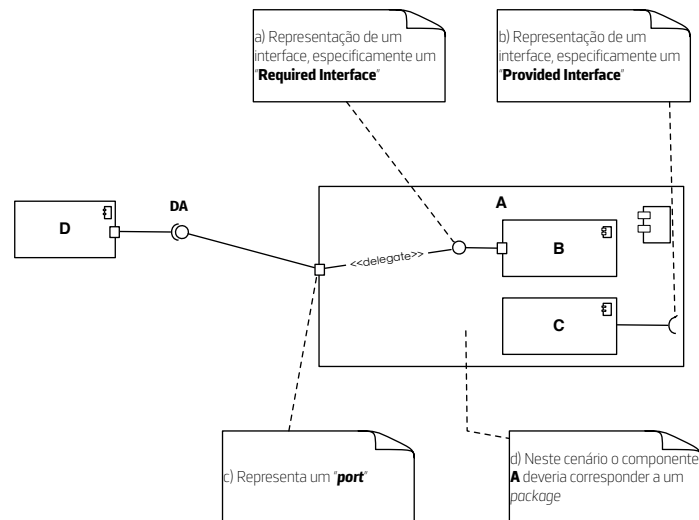 a) Representação de um
interface, especificamente um
"Required Interface"
b) Representação de um
interface, especificamente um
"Provided Interface"
A
D
DA
B
<<delegate>>
C
c) Representa um "port"
d) Neste cenário o componente
A deveria corresponder a um
package